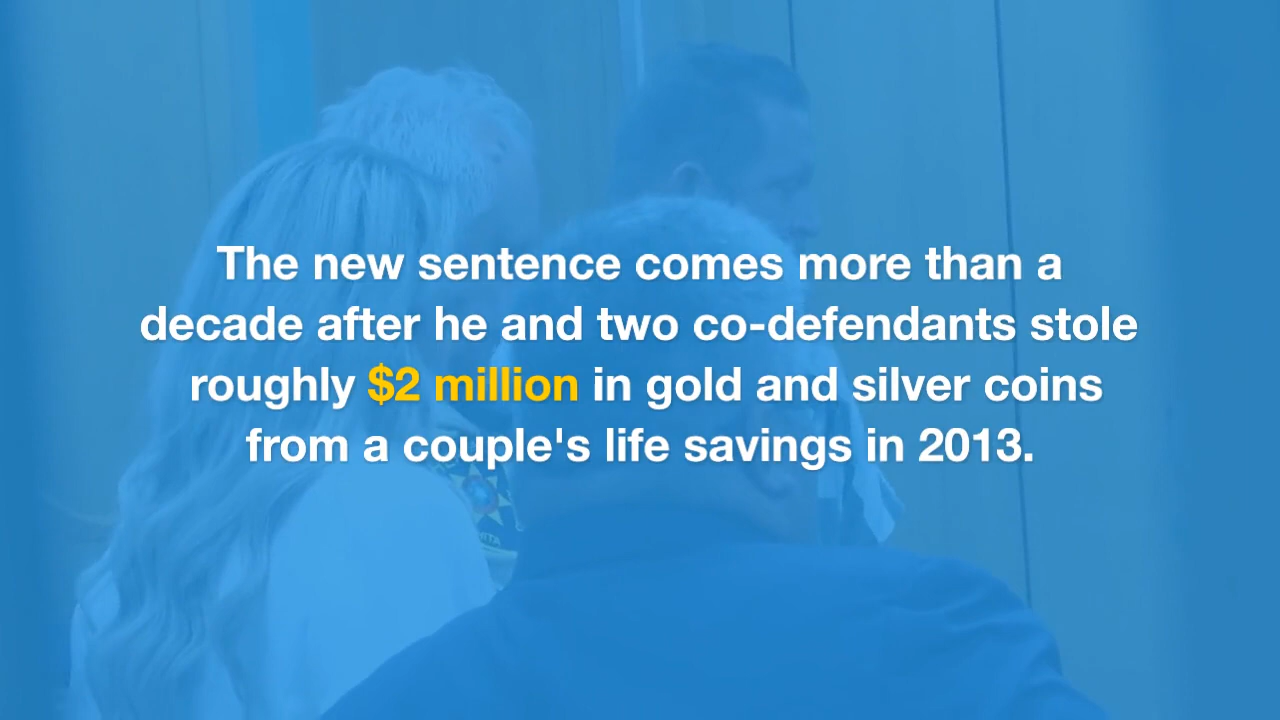 The new sentence comes more than a
decade after he and two co-defendants stole
roughly $2 million in gold and silver coins
from a couple's life savings in 2013.